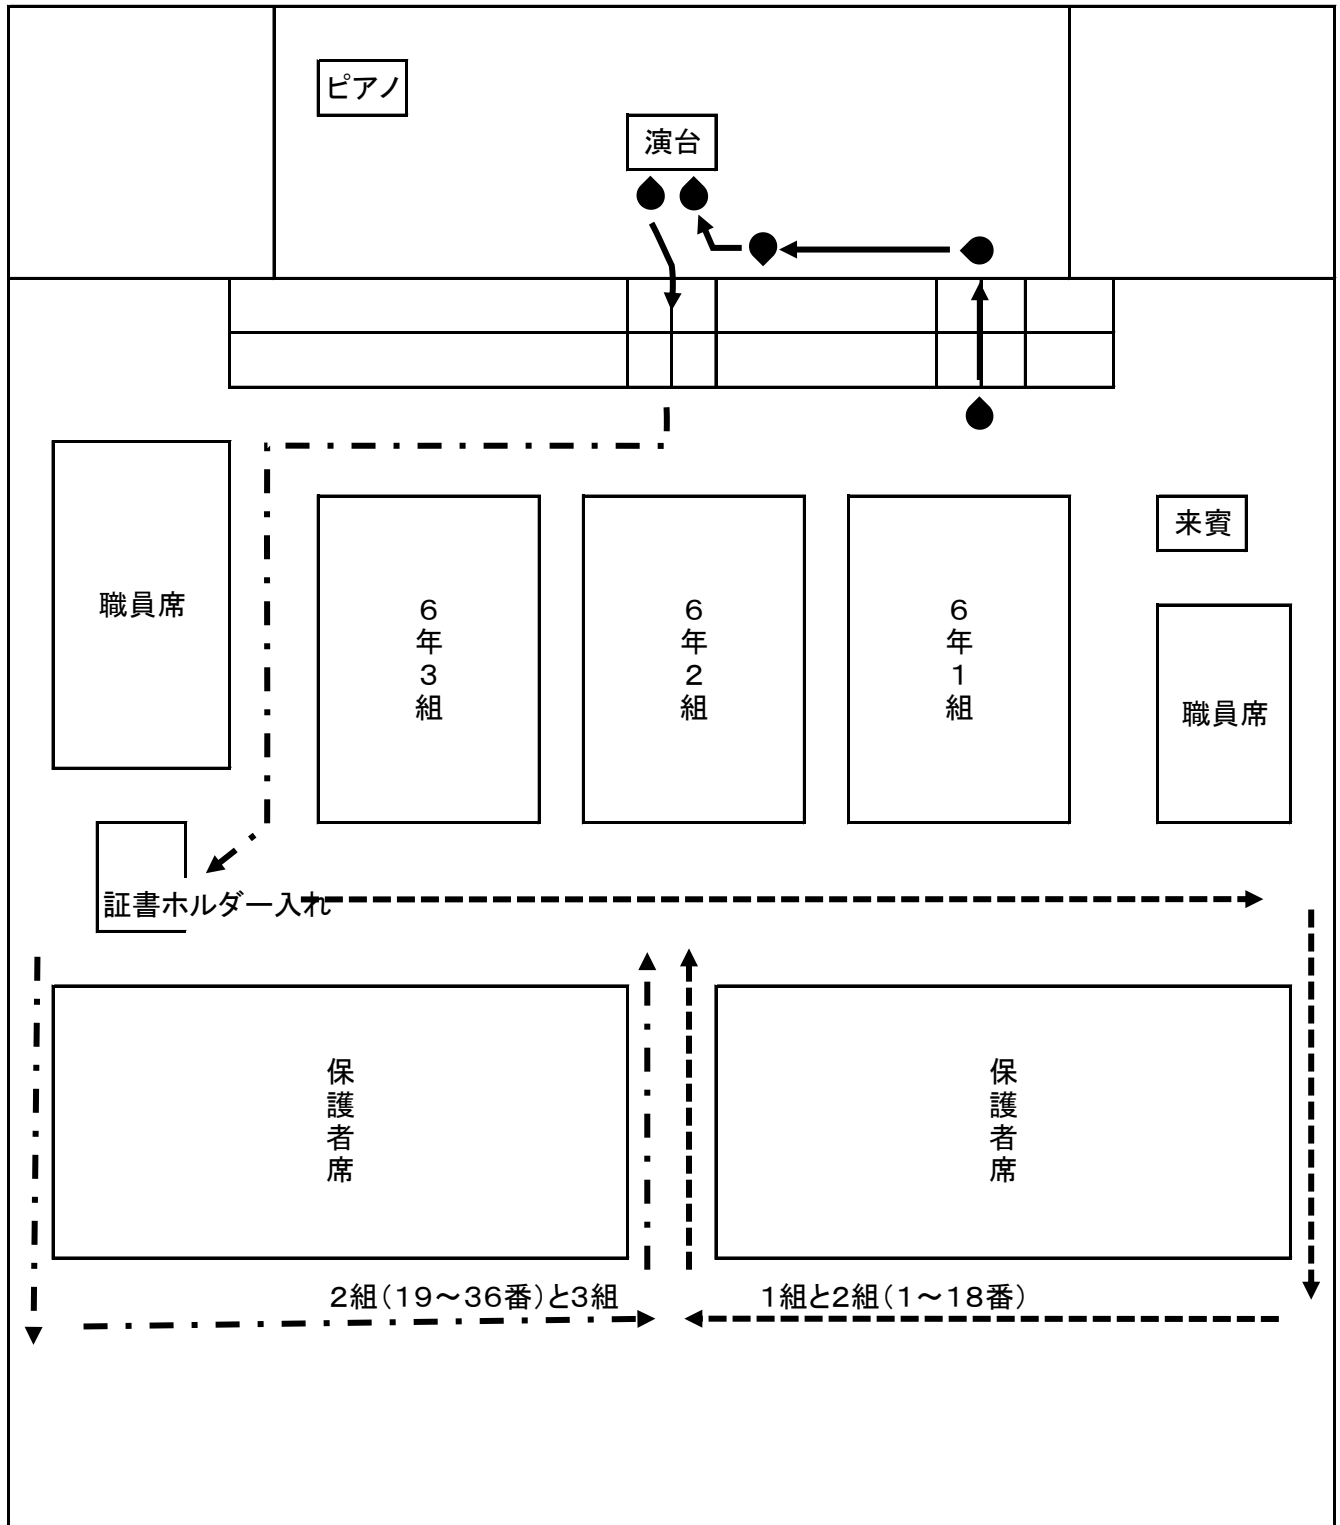 ピアノ
演台
来賓
職員席
6年3組
6年2組
6年1組
職員席
証書ホルダー入れ
保護者席
保護者席
2組(19～36番)と3組
1組と2組(1～18番)